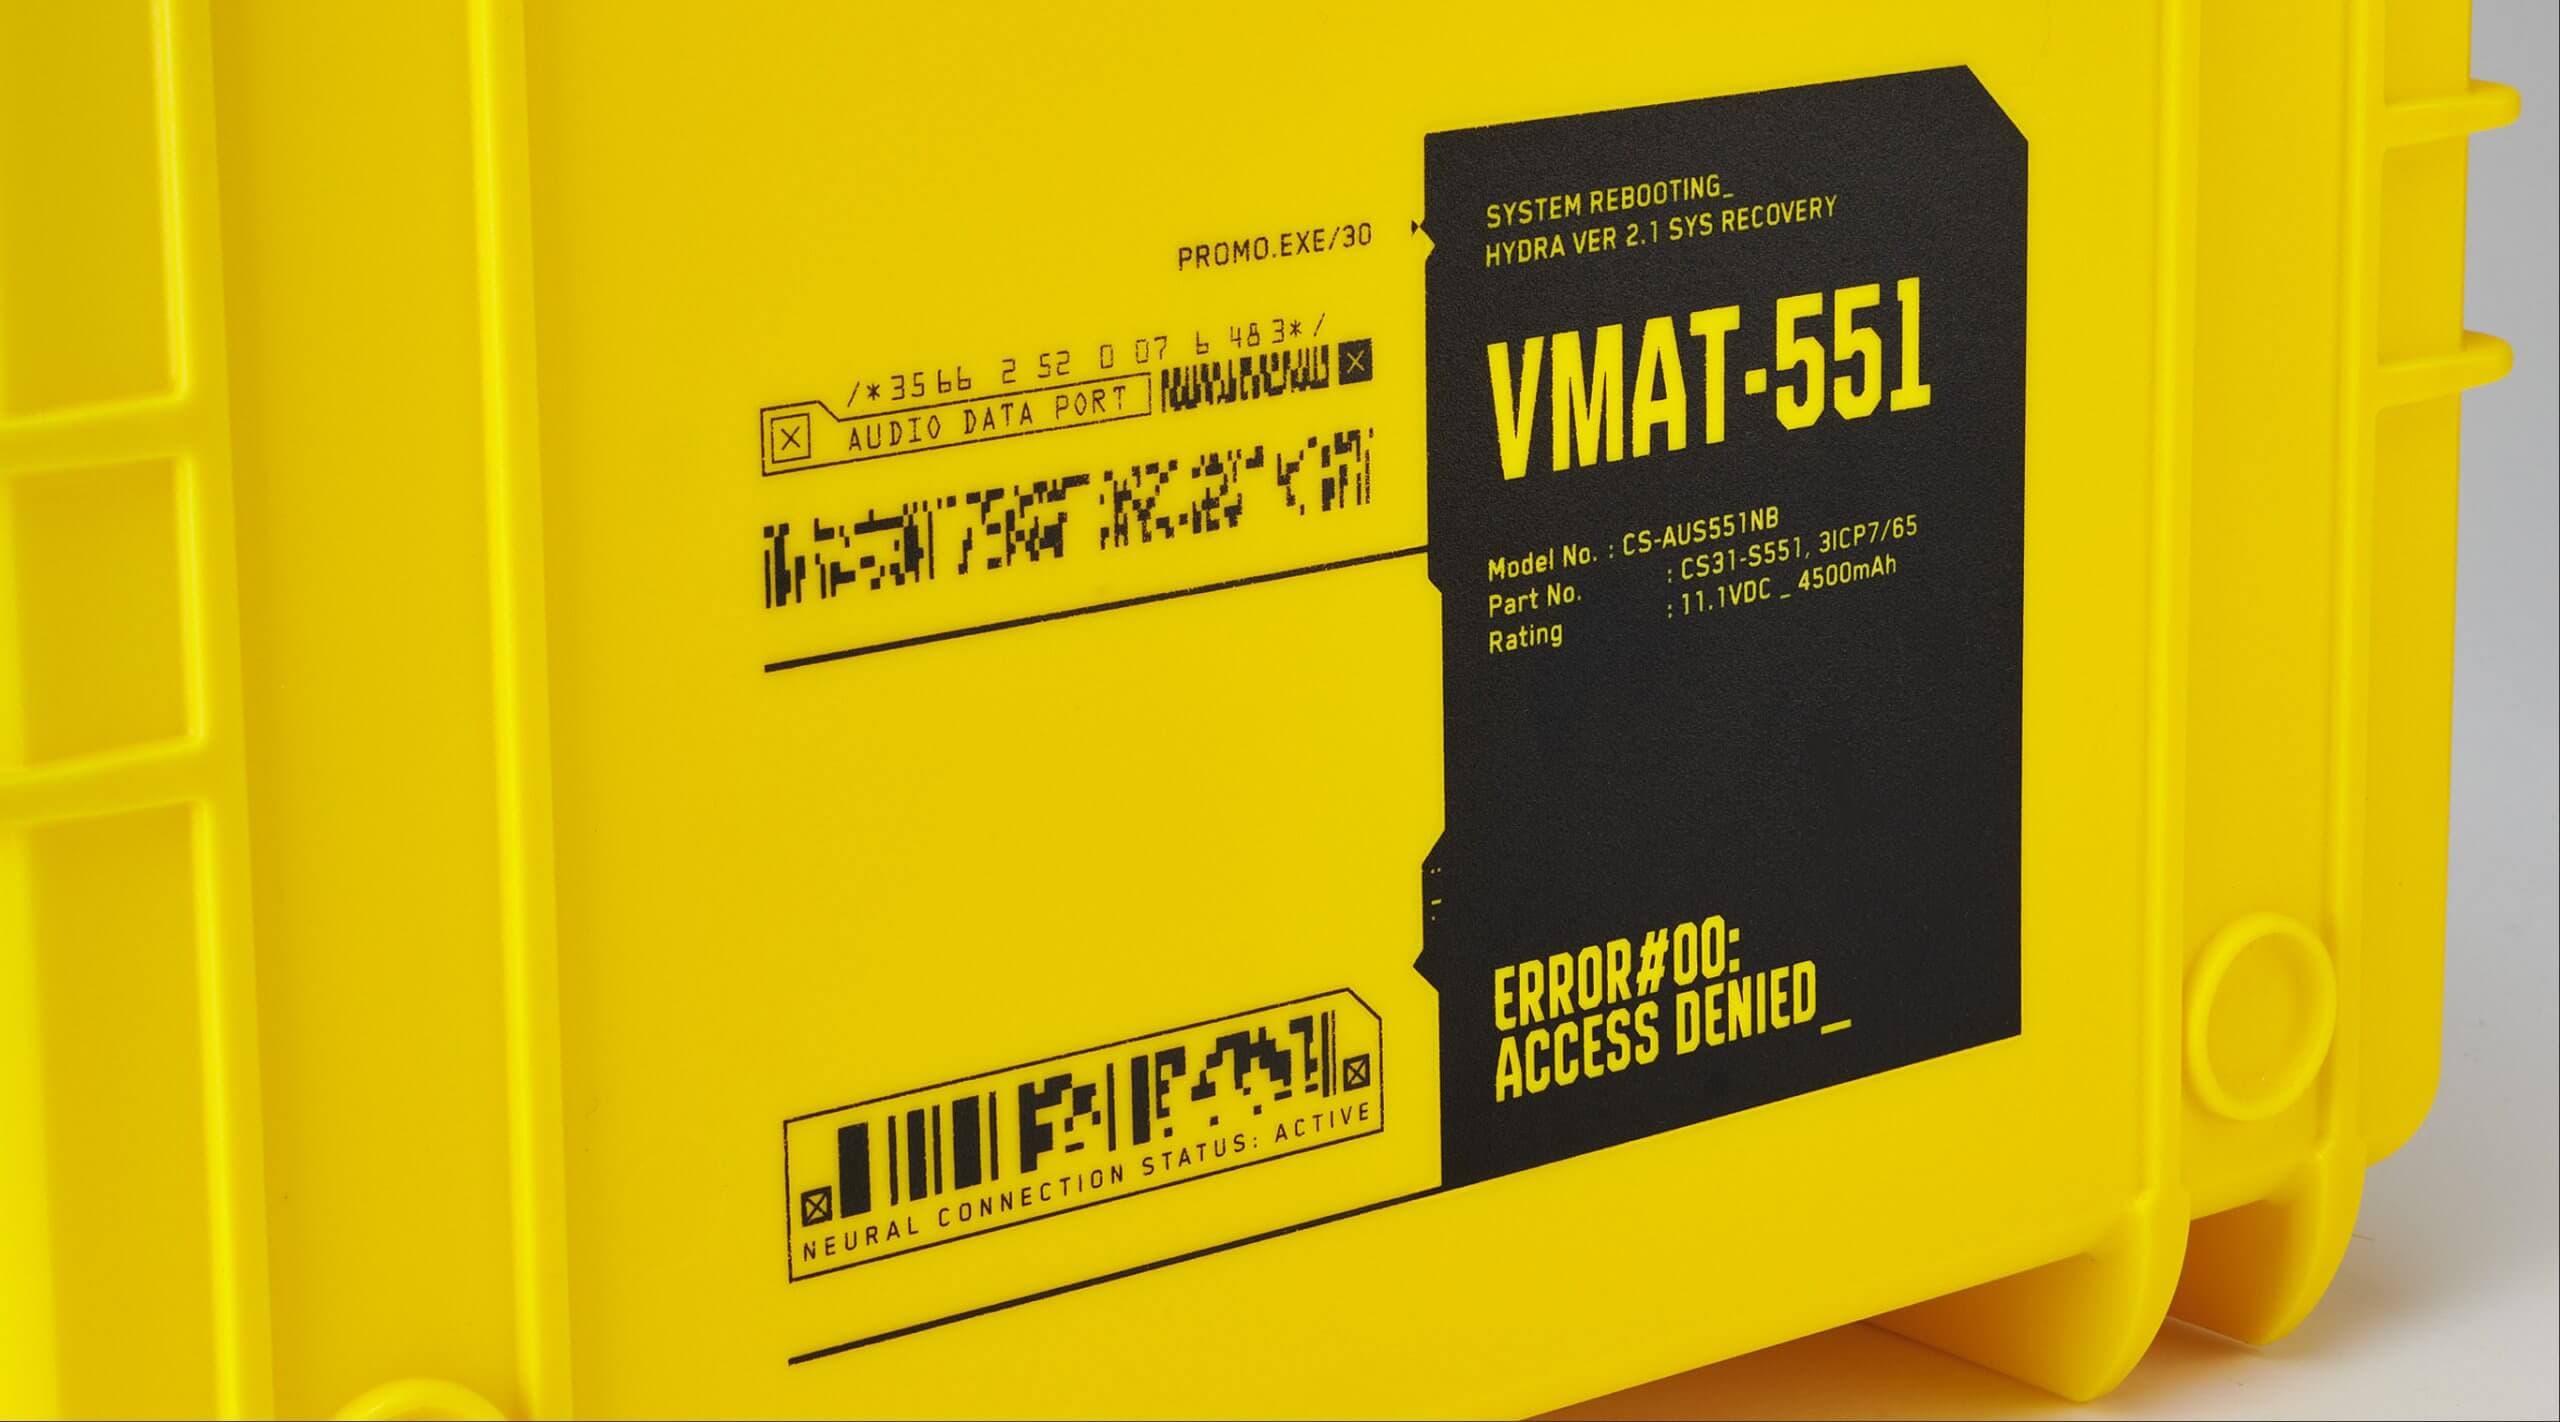 PROMO.EXE/30
/*3566 2 52 0 07 6 48 3*/
AUDIO DATA PORT
NEURAL CONNECTION STATUS: ACTIVE
SYSTEM REBOOTING_
HYDRA VER 2.1 SYS RECOVERY
VMAT-551
Model No. : CS-AUS551NB
Part No. : CS31-S551, 3ICP7/65
Rating : 11.1VDC _ 4500mAh
ERROR#00:
ACCESS DENIED_